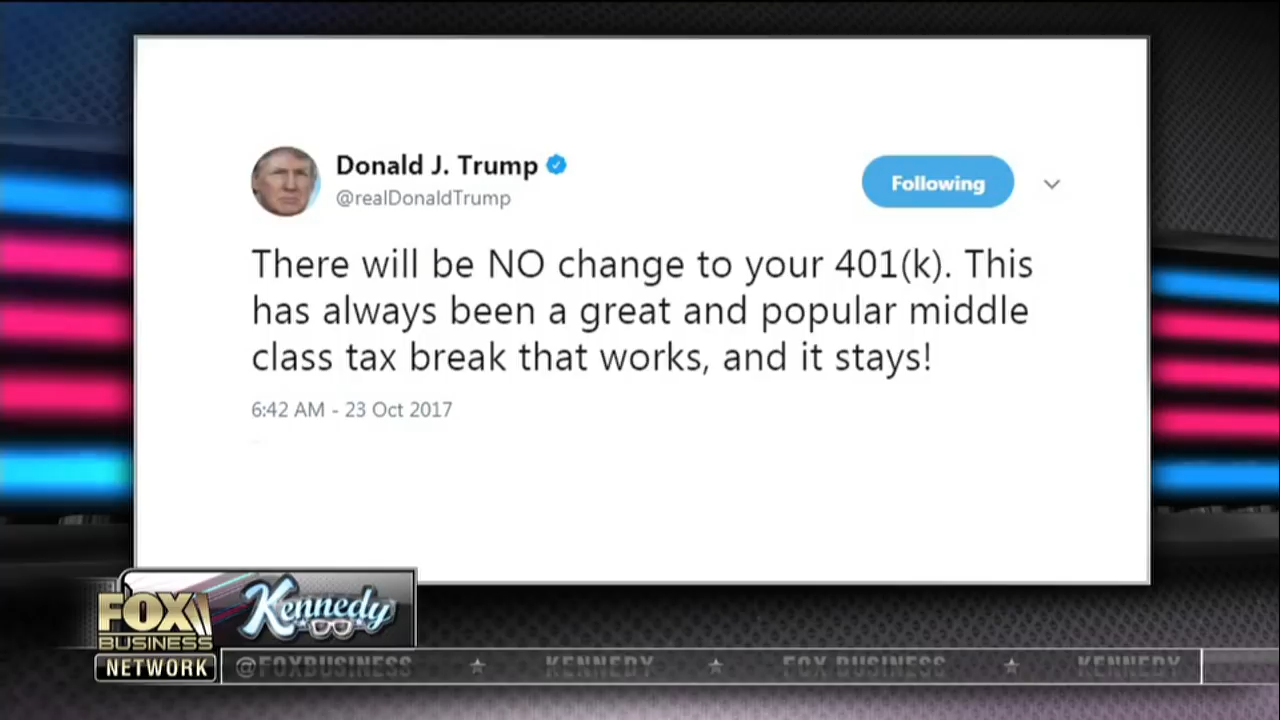 Donald J. Trump
@realDonaldTrump
Following
There will be NO change to your 401(k). This
has always been a great and popular middle
class tax break that works, and it stays!
6:42 AM - 23 Oct 2017
Kennedy
FOX
BUSINESS
NETWORK
@FOXBUSINESS ★ KENNEDY ★ FOX BUSINESS ★ KENNEDY